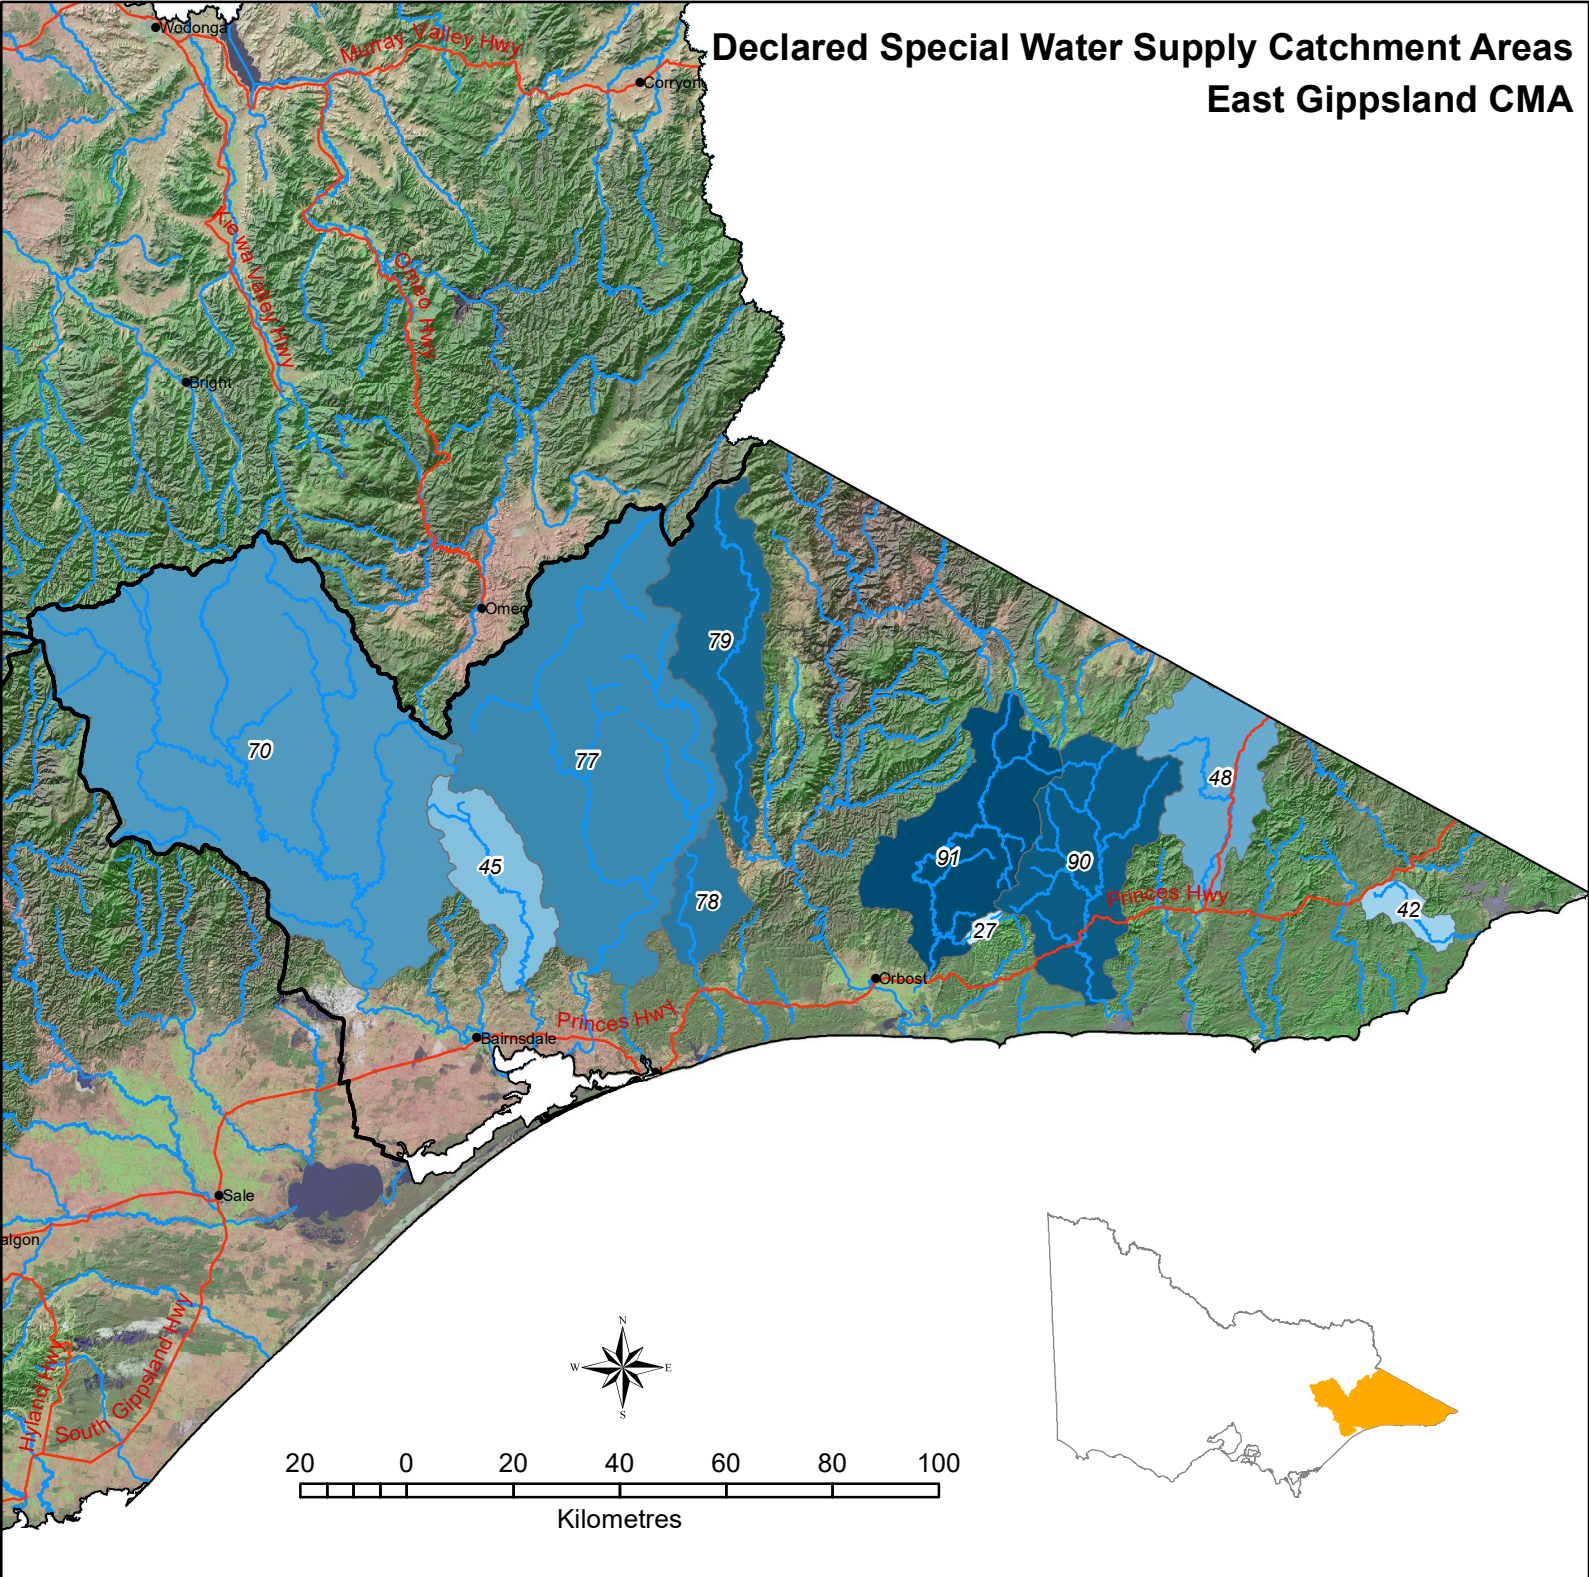 Declared Special Water Supply Catchment Areas
East Gippsland CMA
Wodonga
Murray Valley Hwy
Corryon
Kiewa Valley Hwy
Omeo Hwy
Bright
Omeo
79
70
77
48
45
91
90
78
27
42
Princes Hwy
Orbost
Princes Hwy
Bairnsdale
Sale
algon
Hyland Hwy
South Gippsland Hwy
N
W
E
S
20 0 20 40 60 80 100
Kilometres